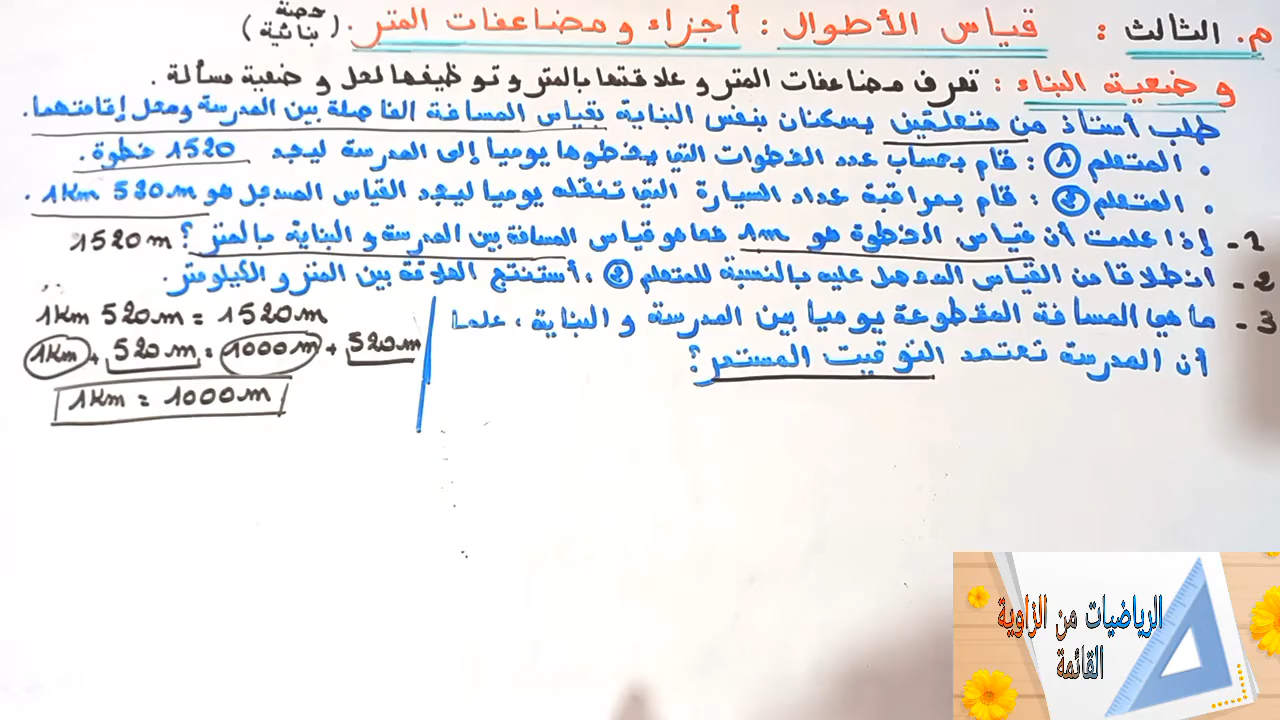 م. الثالث : قياس الأطوال : أجزاء و مضاعفات المتر. (حصة بنائية)
وضعية البناء : تعرف مضاعفات المتر و علاقتها بالمتر و توظيفها لحل وضعية مسألة .
طلب أستاذ من متعلمين يسكنان بنفس البناية بقياس المسافة الفاصلة بين المدرسة ومحل إقامتهما.
. المتعلم 1 : قام بحساب عدد الخطوات التي يخطوها يوميا إلى المدرسة ليجد 1520 خطوة .
. المتعلم 2 : قام بمراقبة عداد السيارة التي تنقله يوميا ليجد القياس المسجل هو 1Km 520m .
1- إذا علمت أن قياس الخطوة هو 1m فما هو قياس المسافة بين المدرسة و البناية بالمتر ؟ 1520m
2- انطلاقا من القياس المحصل عليه بالنسبة للمتعلم 2 ، أستنتج العلاقة بين المتر و الكيلومتر.
3- ما هي المسافة المقطوعة يوميا بين المدرسة و البناية ، علما
أن المدرسة تعتمد التوقيت المستمر ؟
1Km 520m = 1520m
1Km + 520m = 1000m + 520m
1Km = 1000m
الرياضيات من الزاوية
القائمة